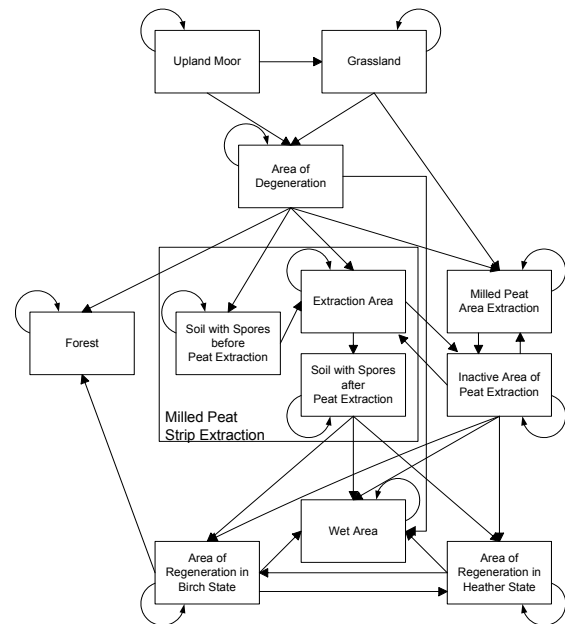 Upland Moor
Grassland
Area of
Degeneration
Forest
Soil with Spores
before
Peat Extraction
Extraction Area
Milled Peat
Area Extraction
Soil with Spores
after
Peat Extraction
Inactive Area of
Peat Extraction
Milled Peat
Strip Extraction
Wet Area
Area of
Regeneration in
Birch State
Area of
Regeneration in
Heather State